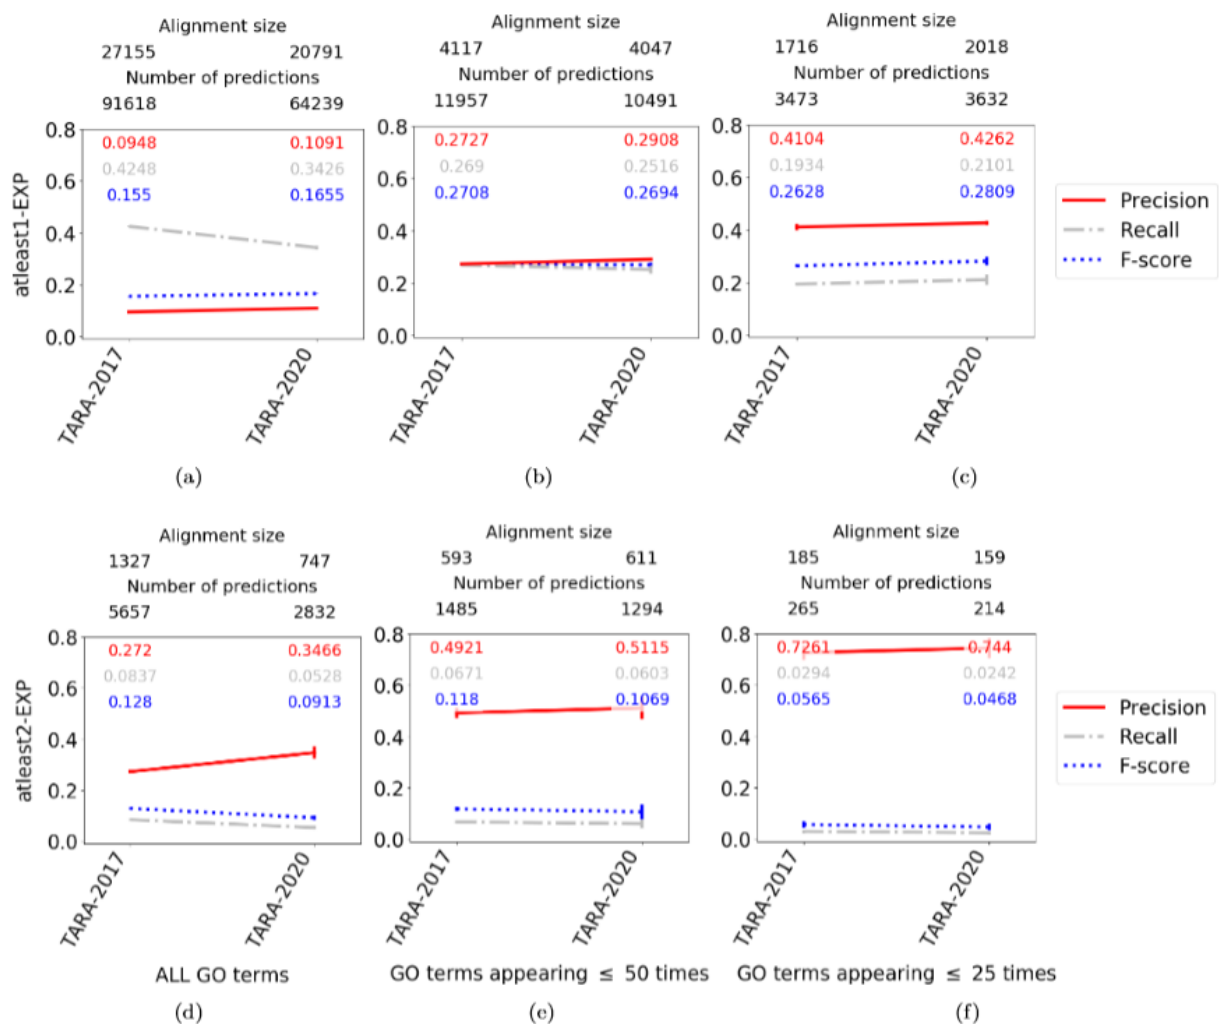 Alignment size
27155 20791
Number of predictions
91618 64239
Alignment size
4117 4047
Number of predictions
11957 10491
Alignment size
1716 2018
Number of predictions
3473 3632
atleast1-EXP
0.8
0.6
0.4
0.2
0.0
0.0948 0.1091
0.4248 0.3426
0.155 0.1655
TARA-2017 TARA-2020
(a)
0.8
0.6
0.4
0.2
0.0
0.2727 0.2908
0.269 0.2516
0.2708 0.2694
TARA-2017 TARA-2020
(b)
0.8
0.6
0.4
0.2
0.0
0.4104 0.4262
0.1934 0.2101
0.2628 0.2809
TARA-2017 TARA-2020
(c)
Precision
Recall
F-score
Alignment size
1327 747
Number of predictions
5657 2832
Alignment size
593 611
Number of predictions
1485 1294
Alignment size
185 159
Number of predictions
265 214
atleast2-EXP
0.8
0.6
0.4
0.2
0.0
0.272 0.3466
0.0837 0.0528
0.128 0.0913
TARA-2017 TARA-2020
ALL GO terms
(d)
0.8
0.6
0.4
0.2
0.0
0.4921 0.5115
0.0671 0.0603
0.118 0.1069
TARA-2017 TARA-2020
GO terms appearing ≤ 50 times
(e)
0.8
0.6
0.4
0.2
0.0
0.7261 0.744
0.0294 0.0242
0.0565 0.0468
TARA-2017 TARA-2020
GO terms appearing ≤ 25 times
(f)
Precision
Recall
F-score